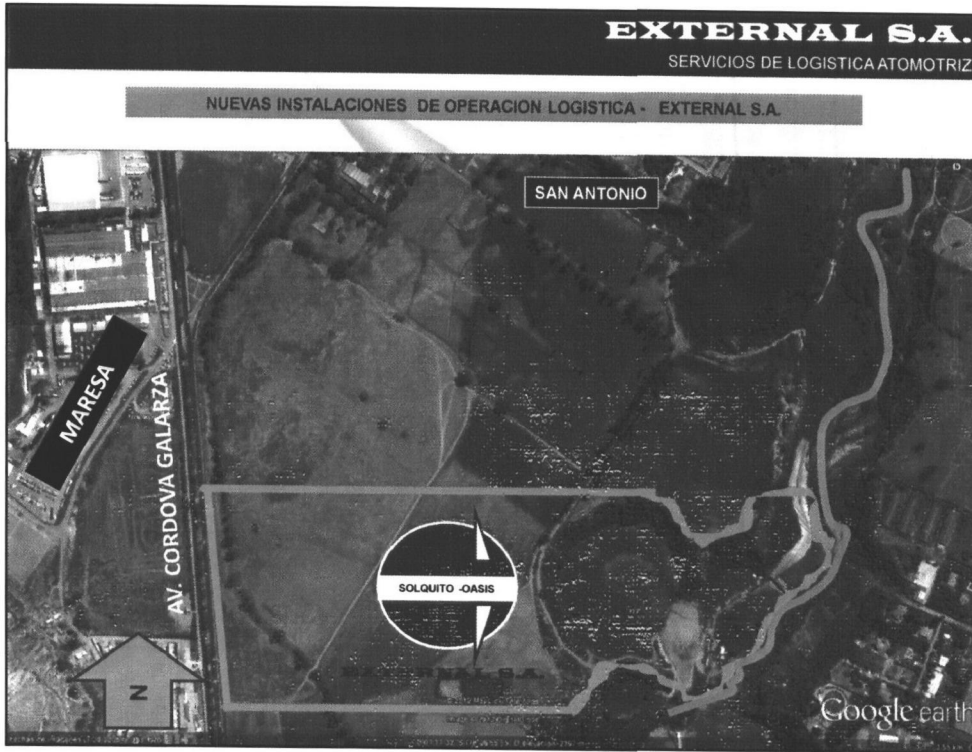 EXTERNAL S.A.
SERVICIOS DE LOGISTICA ATOMOTRIZ
NUEVAS INSTALACIONES DE OPERACION LOGISTICA - EXTERNAL S.A.
SAN ANTONIO
MARESA
AV. CORDOVA GALARZA
SOLQUITO -OASIS
EXTERNAL S.A.
N
Google earth